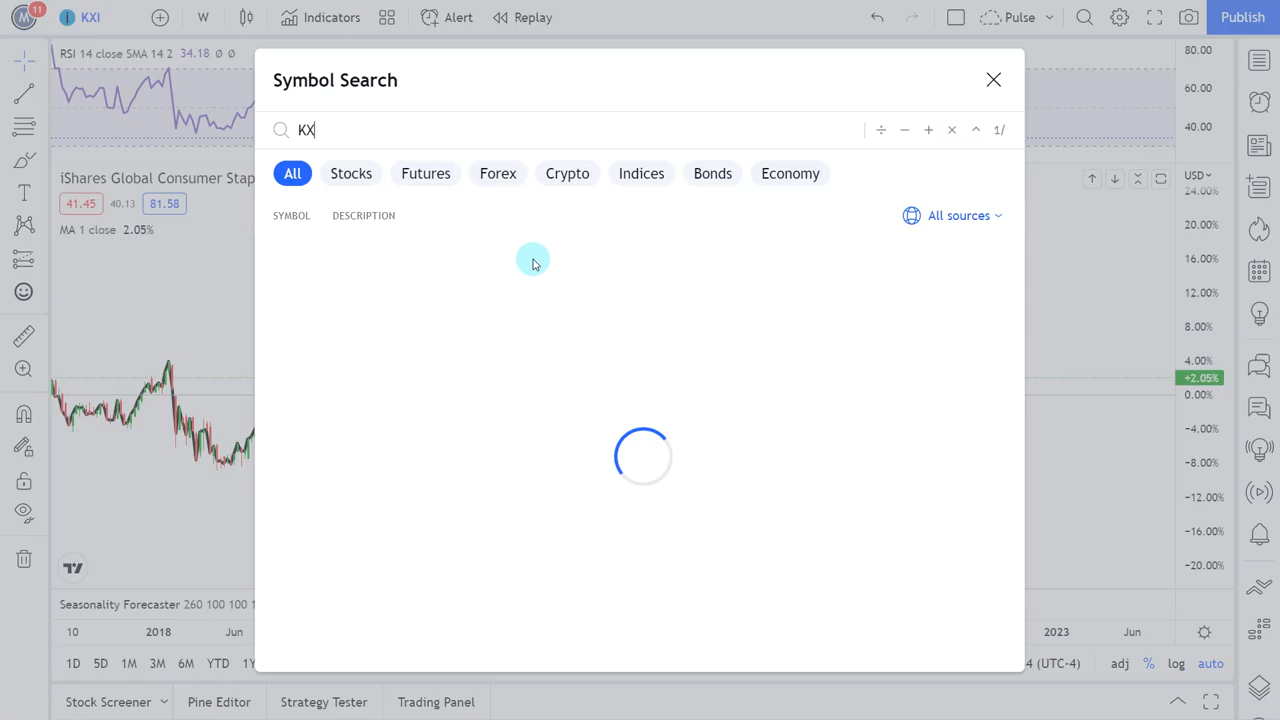 M 11 KXI W Indicators Alert Replay Pulse Publish
RSI 14 close SMA 14 2 34.18 Ø Ø
80.00
60.00
40.00
Symbol Search
KX
1/
All Stocks Futures Forex Crypto Indices Bonds Economy
SYMBOL DESCRIPTION All sources
iShares Global Consumer Stap
41.45 40.13 81.58
MA 1 close 2.05%
USD
24.00%
20.00%
16.00%
12.00%
8.00%
4.00%
+2.05%
0.00%
-4.00%
-8.00%
-12.00%
-16.00%
-20.00%
Seasonality Forecaster 260 100 100 1
10 2018 Jun 2023 Jun
1D 5D 1M 3M 6M YTD 1Y 4 (UTC-4) adj % log auto
Stock Screener Pine Editor Strategy Tester Trading Panel